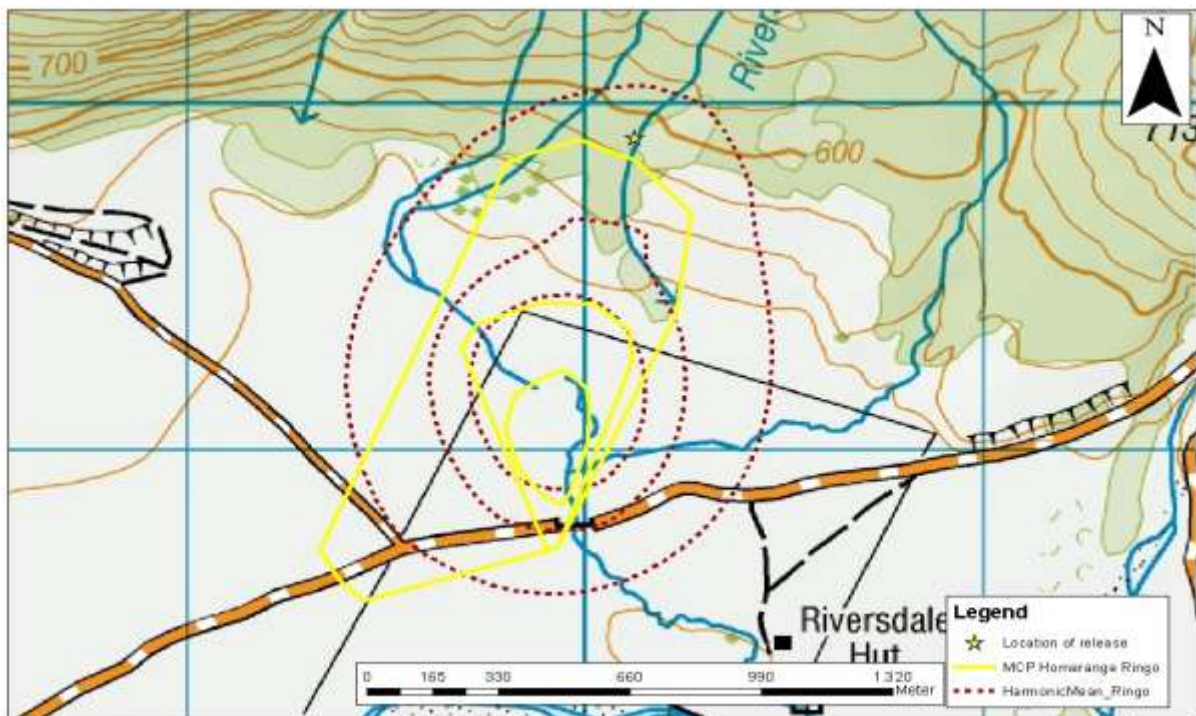 N
700
River
600
713
Riversdale
Hut
Legend
Location of release
MCP Homerange Ringo
HarmonicMean_Ringo
0 165 330 660 990 1.320
Meter